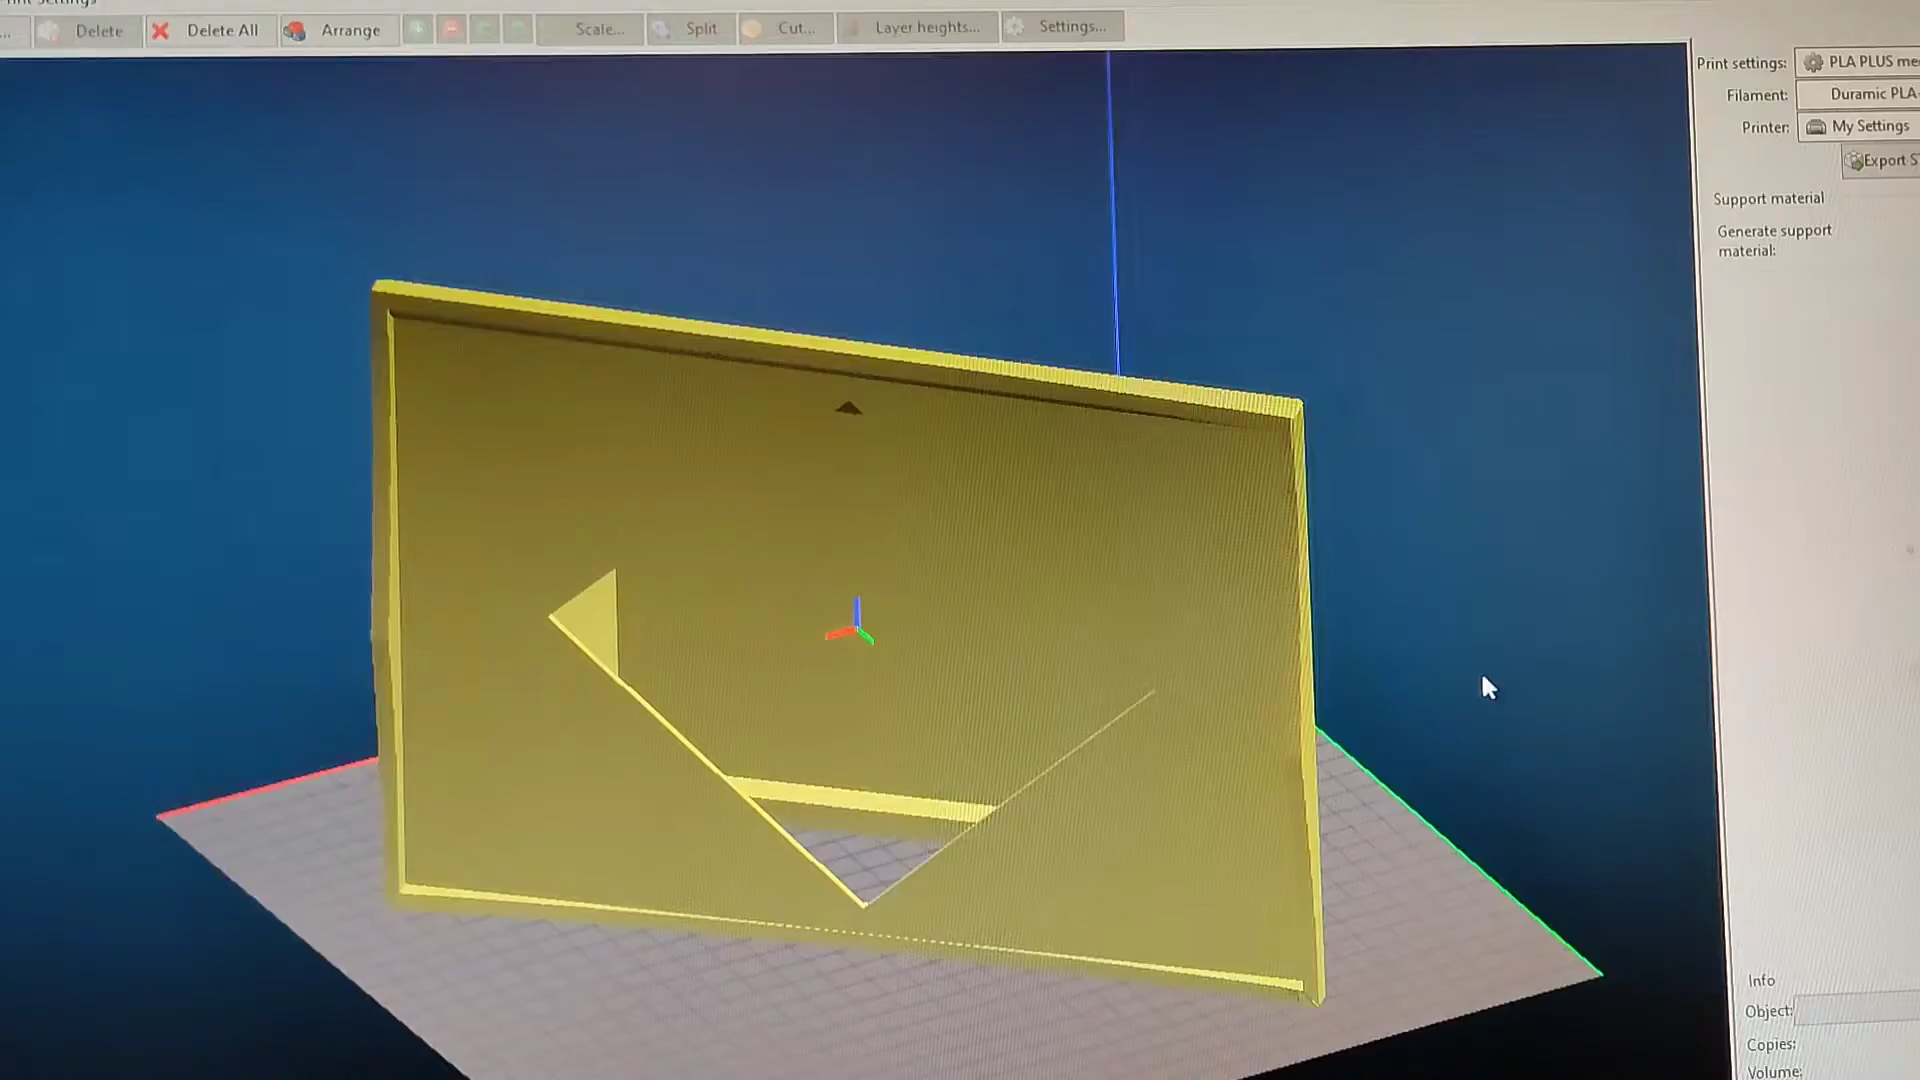 ...
Delete
Delete All
Arrange
Scale...
Split
Cut...
Layer heights...
Settings...
Print settings:
PLA PLUS me
Filament:
Duramic PLA-
Printer:
My Settings
Export S
Support material
Generate support
material:
Info
Object:
Copies:
Volume: